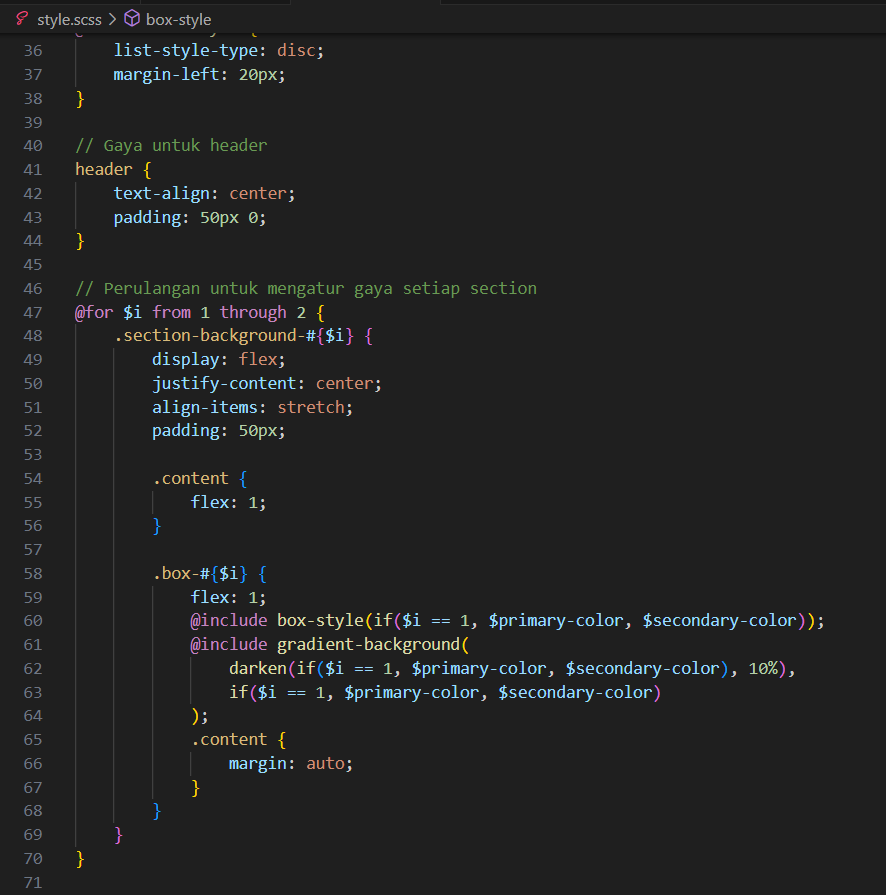 style.scss > box-style
36 list-style-type: disc;
37 margin-left: 20px;
38 }
39
40 // Gaya untuk header
41 header {
42 text-align: center;
43 padding: 50px 0;
44 }
45
46 // Perulangan untuk mengatur gaya setiap section
47 @for $i from 1 through 2 {
48 .section-background-#{$i} {
49 display: flex;
50 justify-content: center;
51 align-items: stretch;
52 padding: 50px;
53
54 .content {
55 flex: 1;
56 }
57
58 .box-#{$i} {
59 flex: 1;
60 @include box-style(if($i == 1, $primary-color, $secondary-color));
61 @include gradient-background(
62 darken(if($i == 1, $primary-color, $secondary-color), 10%),
63 if($i == 1, $primary-color, $secondary-color)
64 );
65 .content {
66 margin: auto;
67 }
68 }
69 }
70 }
71